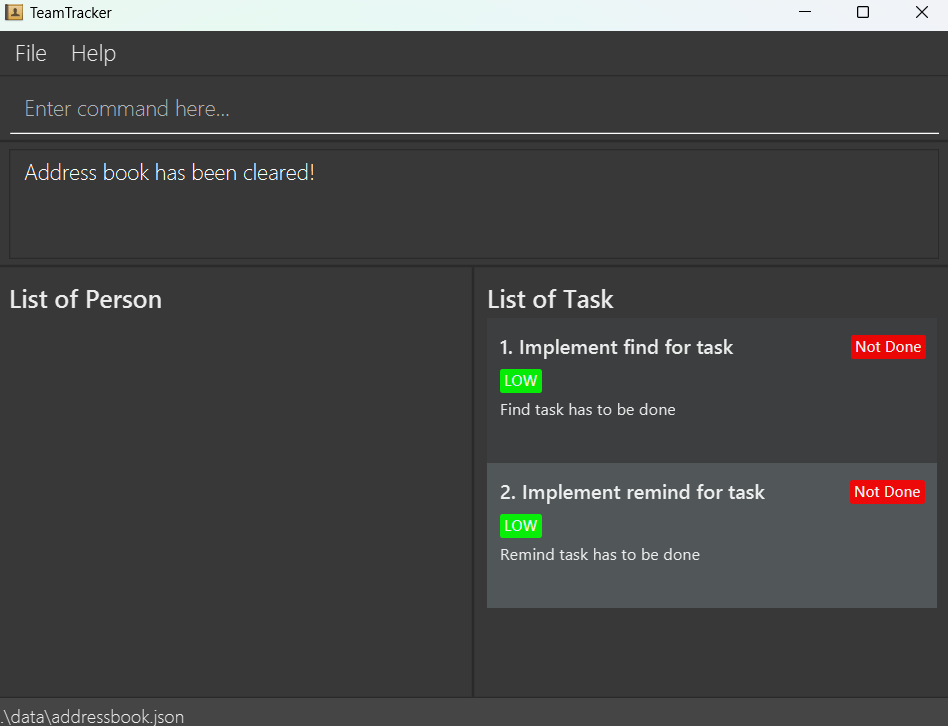 TeamTracker
File Help
Enter command here...
Address book has been cleared!
List of Person
List of Task
1. Implement find for task Not Done
LOW
Find task has to be done
2. Implement remind for task Not Done
LOW
Remind task has to be done
.\data\addressbook.json